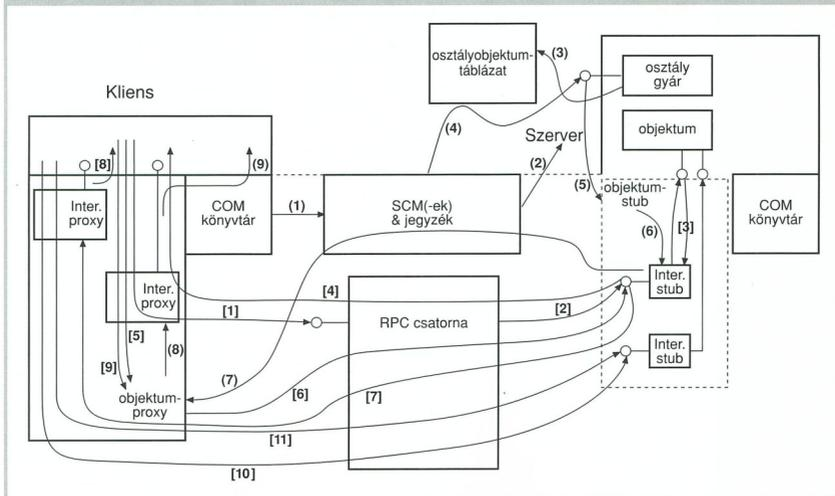 osztályobjektum-
táblázat
(3)
osztály
gyár
Kliens
(4)
objektum
Szerver
[8]
(9)
(2)
(5)
objektum-
stub
Inter.
proxy
COM
könyvtár
(1)
SCM(-ek)
& jegyzék
(6)
[3]
COM
könyvtár
Inter.
proxy
[4]
Inter.
stub
[1]
RPC csatorna
[2]
[5]
(8)
Inter.
stub
[9]
(7)
[6]
[7]
objektum-
proxy
[11]
[10]